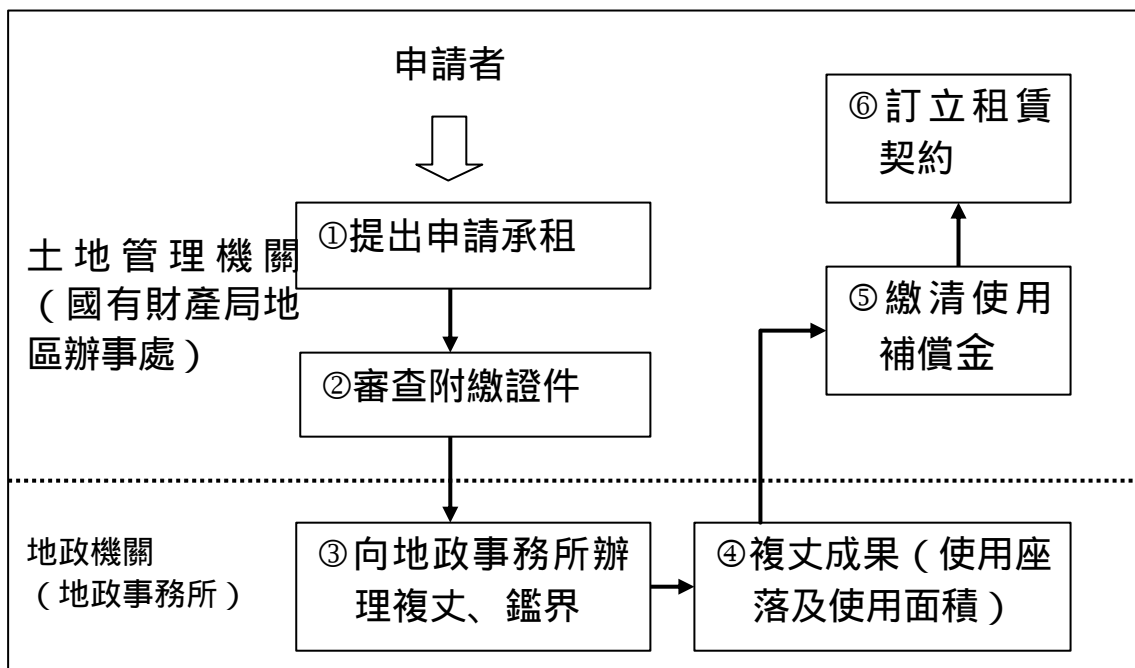 申請者
土地管理機關
（國有財產局地
區辦事處）
①提出申請承租
②審查附繳證件
⑥訂立租賃
契約
⑤繳清使用
補償金
地政機關
（地政事務所）
③向地政事務所辦
理複丈、鑑界
④複丈成果（使用座
落及使用面積）